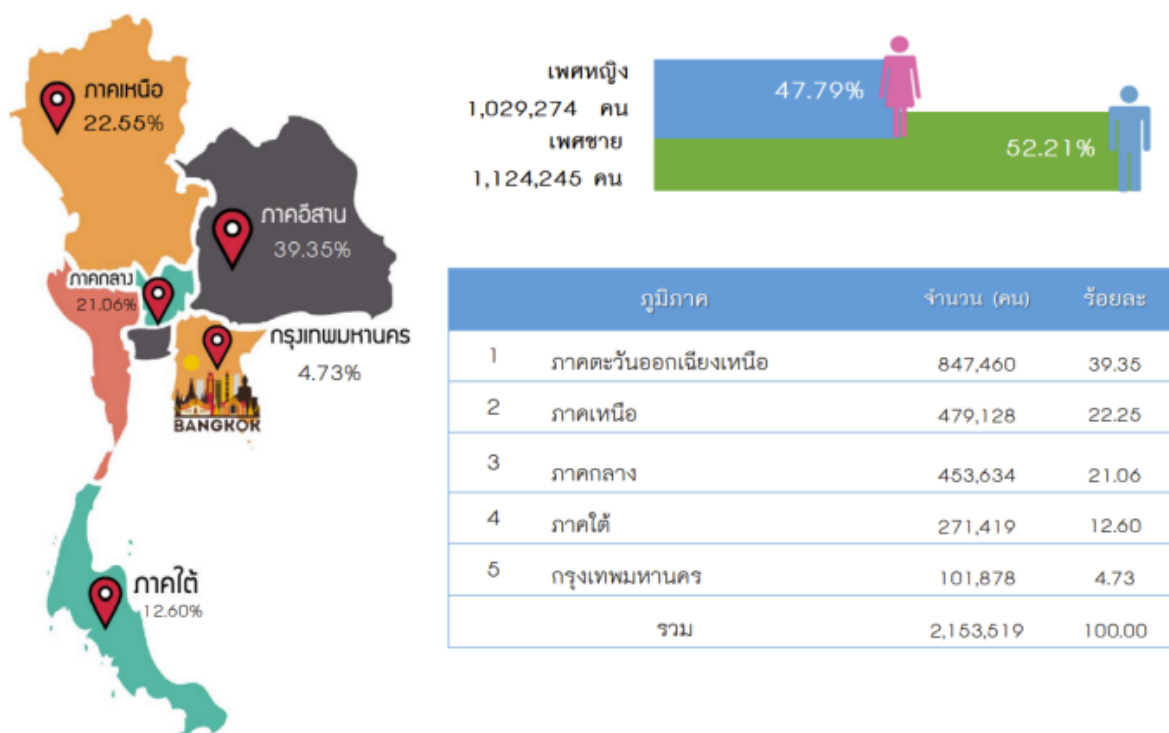 ภาคเหนือ
22.55%
ภาคอีสาน
39.35%
ภาคกลาง
21.06%
กรุงเทพมหานคร
4.73%
BANGKOK
ภาคใต้
12.60%
เพศหญิง
1,029,274 คน
เพศชาย
1,124,245 คน
47.79%
52.21%
ภูมิภาค จำนวน (คน) ร้อยละ
1 ภาคตะวันออกเฉียงเหนือ 847,460 39.35
2 ภาคเหนือ 479,128 22.25
3 ภาคกลาง 453,634 21.06
4 ภาคใต้ 271,419 12.60
5 กรุงเทพมหานคร 101,878 4.73
รวม 2,153,519 100.00